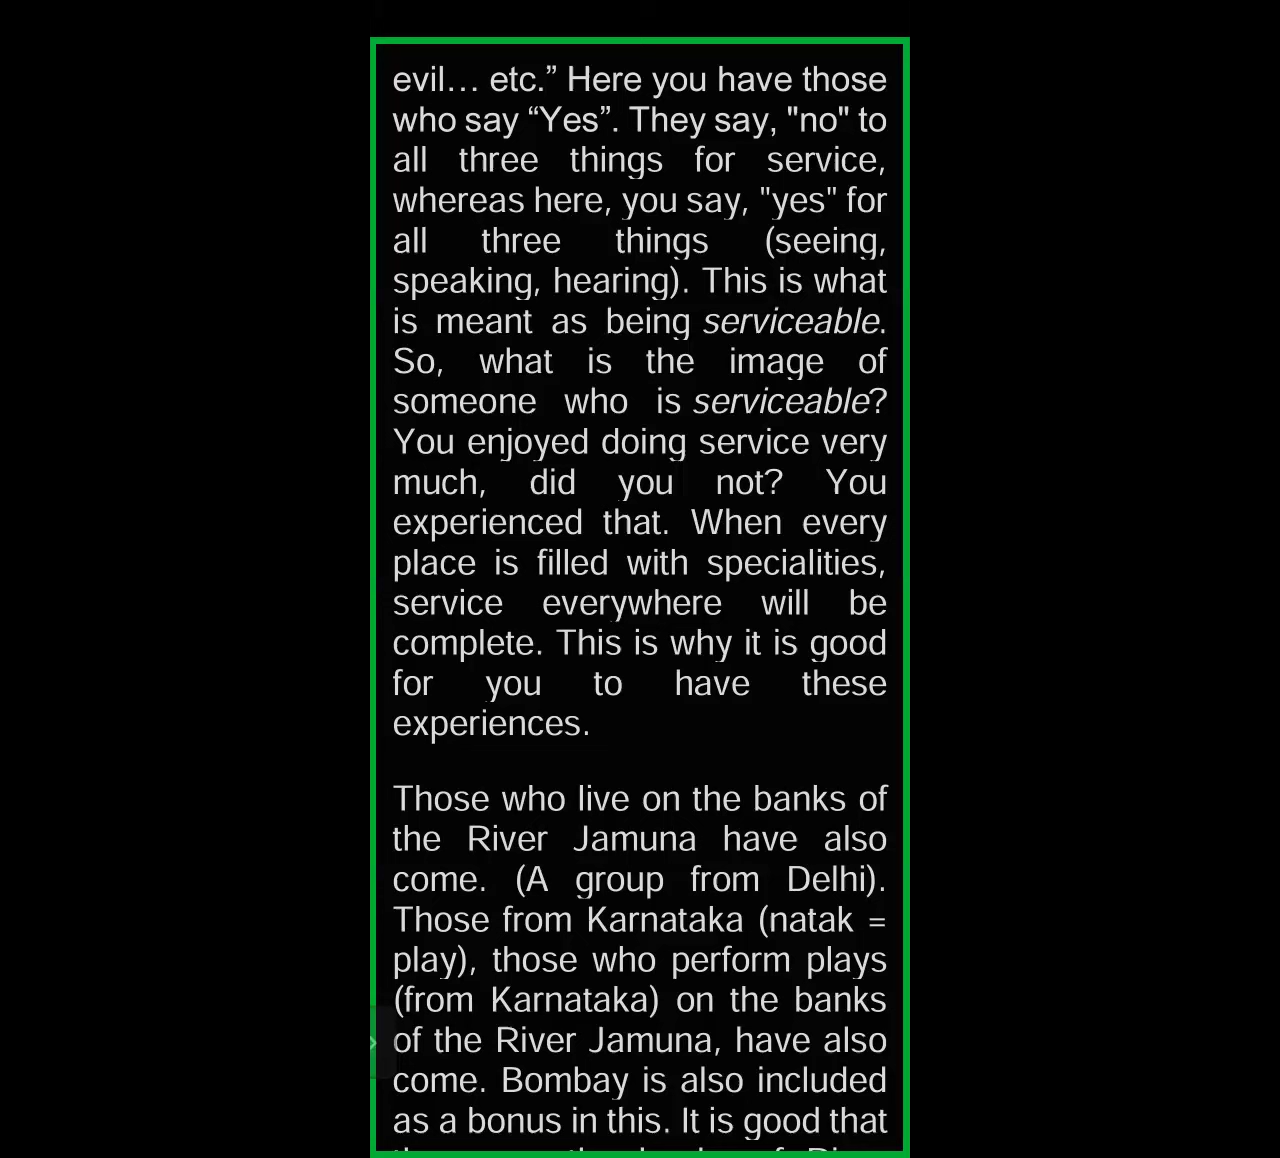 evil… etc.” Here you have those
who say “Yes”. They say, "no" to
all three things for service,
whereas here, you say, "yes" for
all three things (seeing,
speaking, hearing). This is what
is meant as being serviceable.
So, what is the image of
someone who is serviceable?
You enjoyed doing service very
much, did you not? You
experienced that. When every
place is filled with specialities,
service everywhere will be
complete. This is why it is good
for you to have these
experiences.
Those who live on the banks of
the River Jamuna have also
come. (A group from Delhi).
Those from Karnataka (natak =
play), those who perform plays
(from Karnataka) on the banks
of the River Jamuna, have also
come. Bombay is also included
as a bonus in this. It is good that